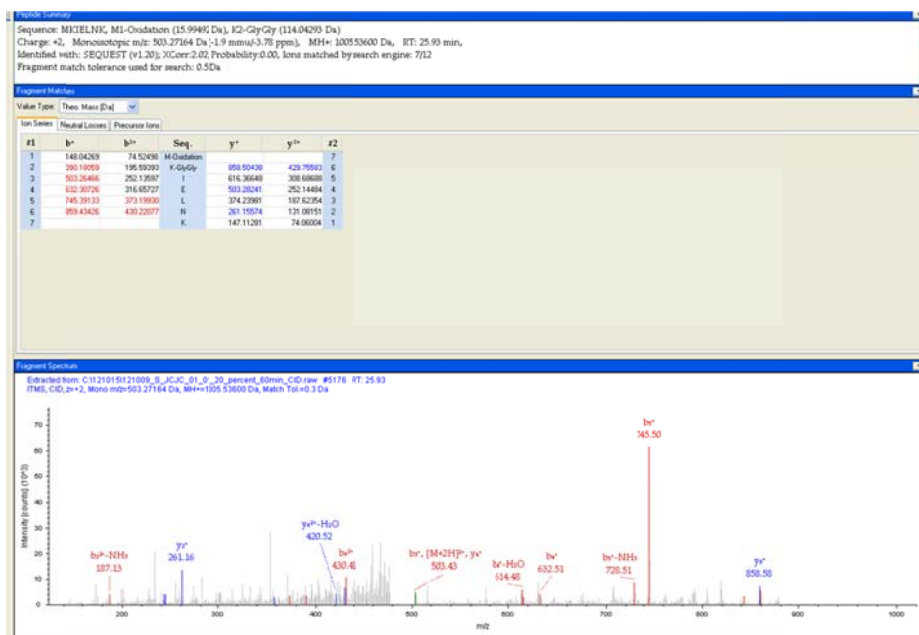 Peptide Summary
Sequence: MKIELNK, M1-Oxidation (15.99492 Da), K2-GlyGly (114.04293 Da)
Charge: +2, Monoisotopic m/z: 503.27164 Da (-1.9 mmu/-3.78 ppm), MH+: 100553600 Da, RT: 25.93 min,
Identified with: SEQUEST (v1.20); XCorr:2.02, Probability:0.00, Ions matched by search engine: 7/12
Fragment match tolerance used for search: 0.5Da
Fragment Matches
Value Type: Theo. Mass [Da]
Ion Series Neutral Losses Precursor Ions
#1 b⁺ b²⁺ Seq. y⁺ y²⁺ #2
1 148.04269 74.52498 M-Oxidation 7
2 390.18059 195.59393 K-GlyGly 858.50438 429.75583 6
3 503.26466 252.13597 I 616.36648 308.68688 5
4 632.30726 316.65727 E 503.28241 252.14484 4
5 745.39133 373.19930 L 374.23981 187.62354 3
6 859.43426 430.22077 N 261.15574 131.08151 2
7 K 147.11281 74.06004 1
Fragment Spectrum
Extracted from: C:\121015\121009_S_JCJC_01_0_20_percent_60min_CID.raw #5176 RT: 25.93
ITMS, CID, z=+2, Mono m/z=503.27164 Da, MH+=1005.53600 Da, Match Tol.=0.3 Da
Intensity [counts] (10^3)
70
60
50
40
30
20
10
0
b₅⁺
745.50
b₂²⁺-NH₃
187.13
y₂⁺
261.16
y₆²⁺-H₂O
420.52
b₆²⁺
430.41
b₃⁺, [M+2H]²⁺, y₄⁺
503.43
b₄⁺-H₂O
614.48
b₄⁺
632.51
b₅⁺-NH₃
728.51
y₆⁺
858.58
200 300 400 500 600 700 800 900 1000
m/z